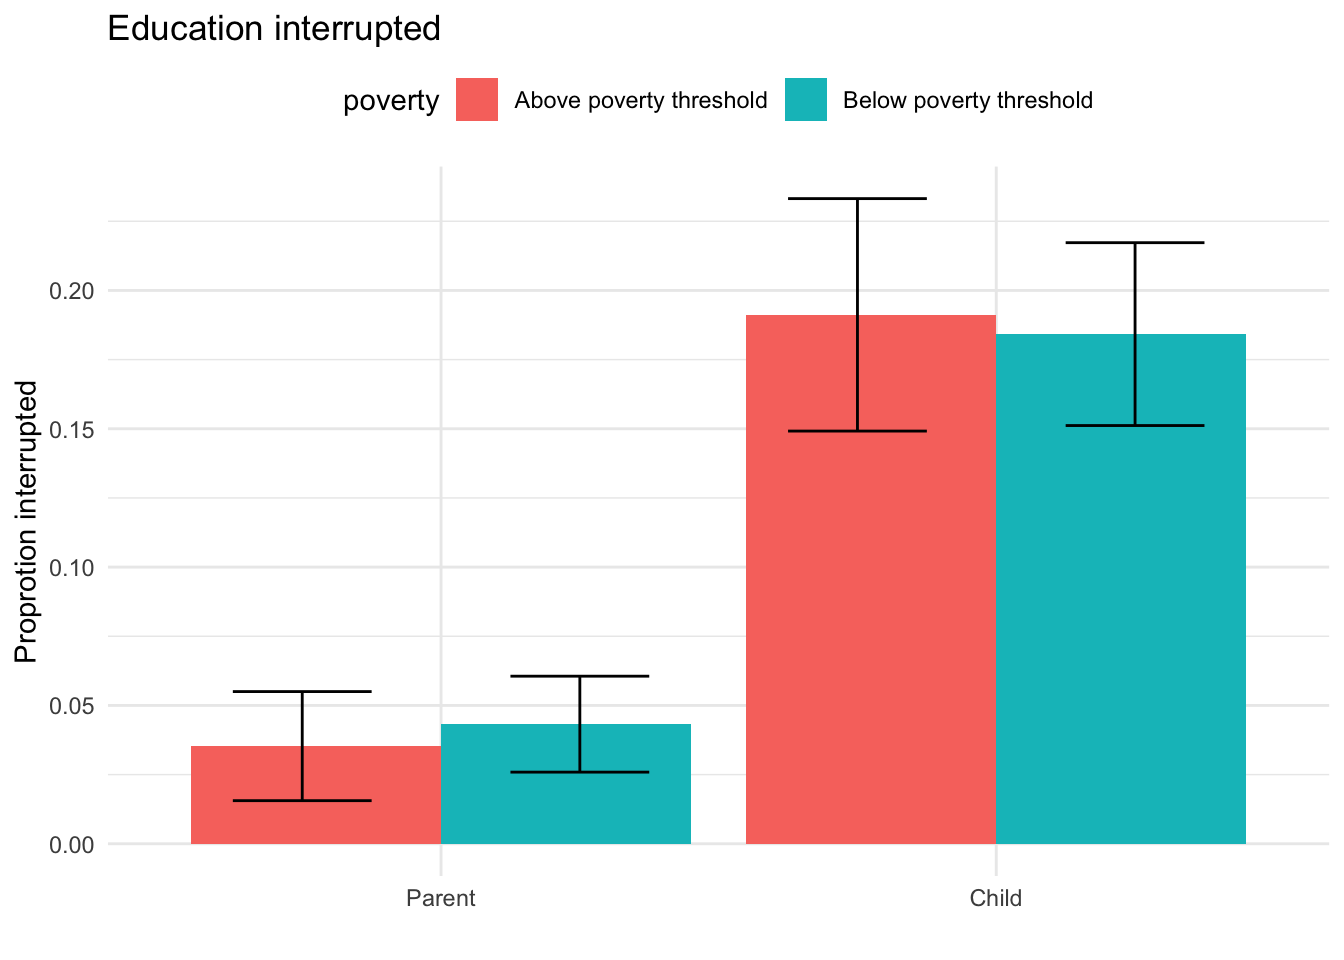 Education interrupted
poverty Above poverty threshold Below poverty threshold
Proprotion interrupted
0.20
0.15
0.10
0.05
0.00
Parent Child